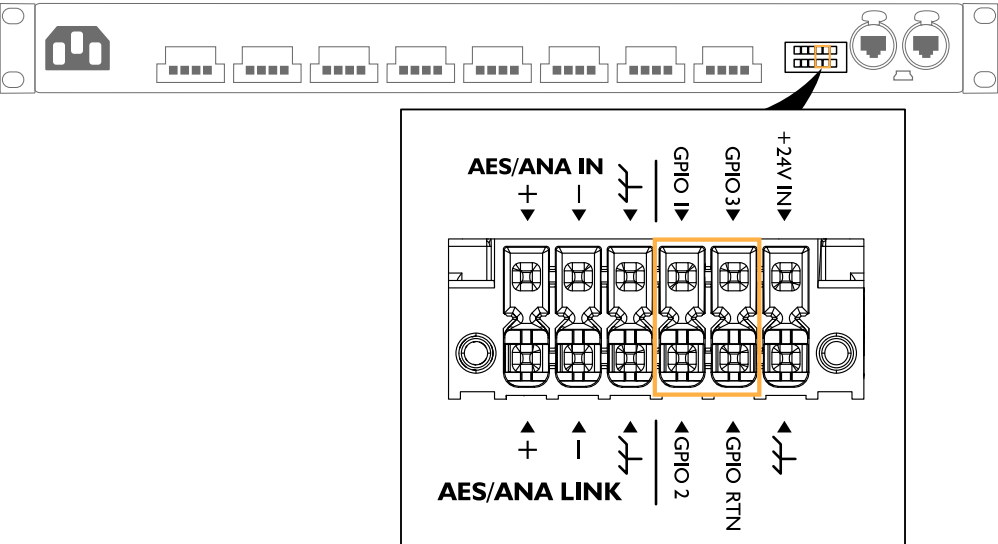 AES/ANA IN
+
−
GPIO 1
GPIO 3
+24V IN
+
−
AES/ANA LINK
GPIO 2
GPIO RTN